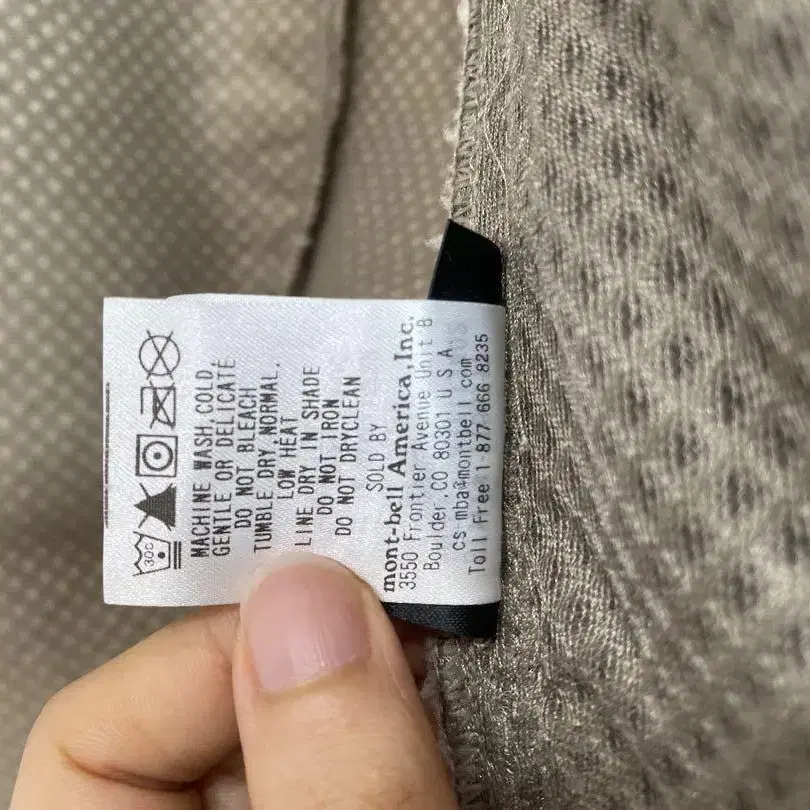 30C
MACHINE WASH,COLD,
GENTLE OR DELICATE
DO NOT BLEACH
TUMBLE DRY,NORMAL,
LOW HEAT
LINE DRY IN SHADE
DO NOT IRON
DO NOT DRYCLEAN
SOLD BY
mont-bell America,Inc.
3550 Frontier Avenue Unit B
Boulder,CO 80301 U S A.
cs-mba@montbell com
Toll Free 1-877 666 8235